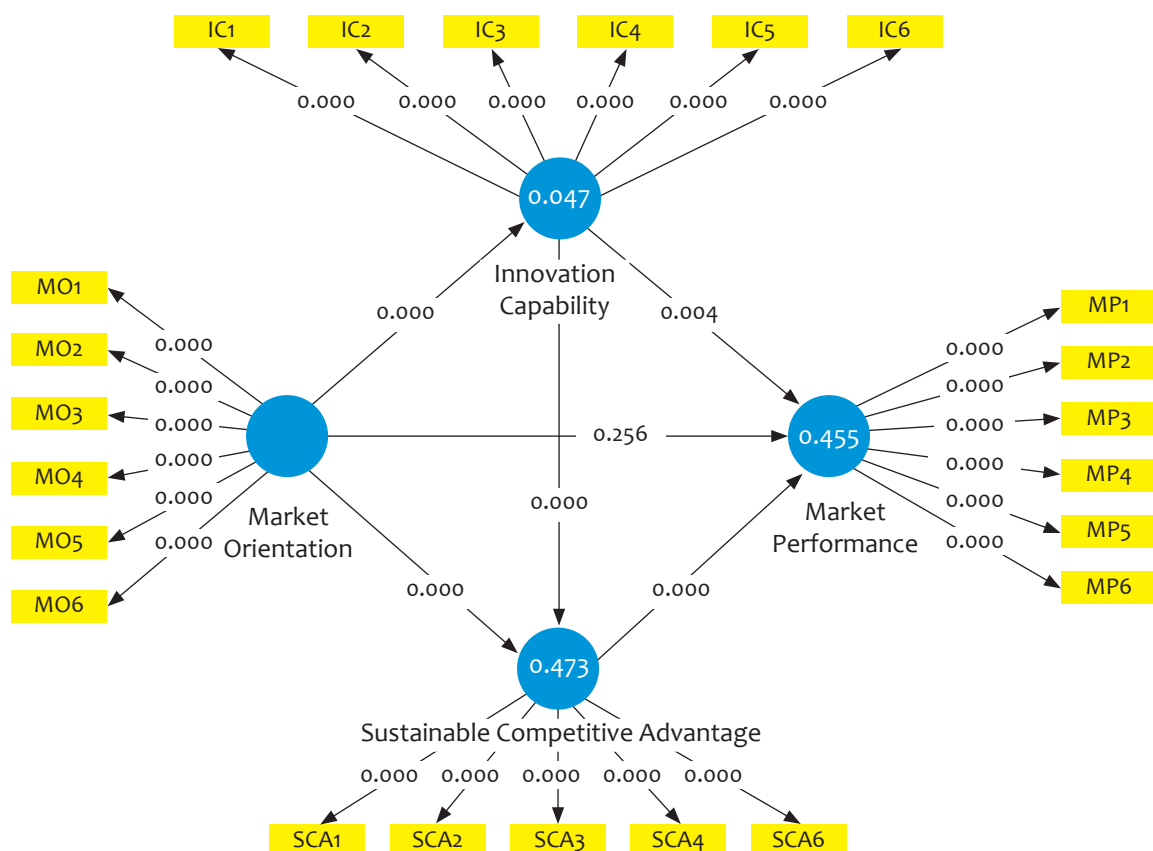 IC1 IC2 IC3 IC4 IC5 IC6
0.000 0.000 0.000 0.000 0.000 0.000
0.047
Innovation
Capability
MO1
MO2
MO3
MO4
MO5
MO6
0.000
0.000
0.000
0.000
0.000
0.000
Market
Orientation
0.000
0.004
0.256
0.000
0.000
0.000
0.455
Market
Performance
0.000
0.000
0.000
0.000
0.000
0.000
MP1
MP2
MP3
MP4
MP5
MP6
0.473
Sustainable Competitive Advantage
0.000 0.000 0.000 0.000 0.000
SCA1 SCA2 SCA3 SCA4 SCA6